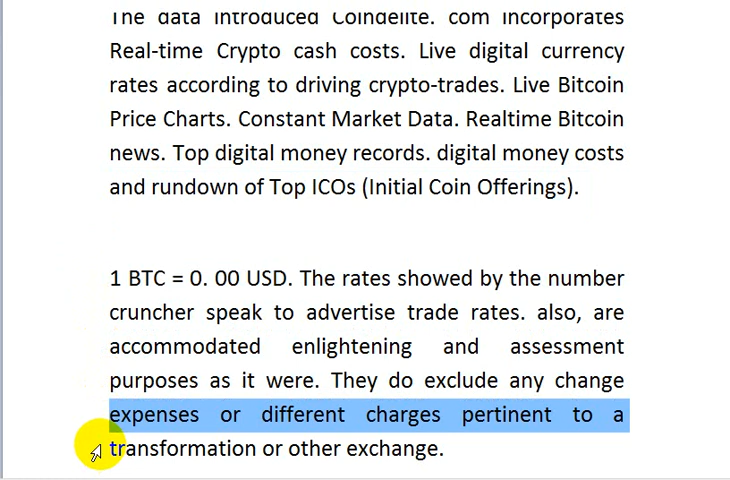 The data introduced Coindelite. com incorporates
Real-time Crypto cash costs. Live digital currency
rates according to driving crypto-trades. Live Bitcoin
Price Charts. Constant Market Data. Realtime Bitcoin
news. Top digital money records. digital money costs
and rundown of Top ICOs (Initial Coin Offerings).
1 BTC = 0. 00 USD. The rates showed by the number
cruncher speak to advertise trade rates. also, are
accommodated enlightening and assessment
purposes as it were. They do exclude any change
expenses or different charges pertinent to a
transformation or other exchange.